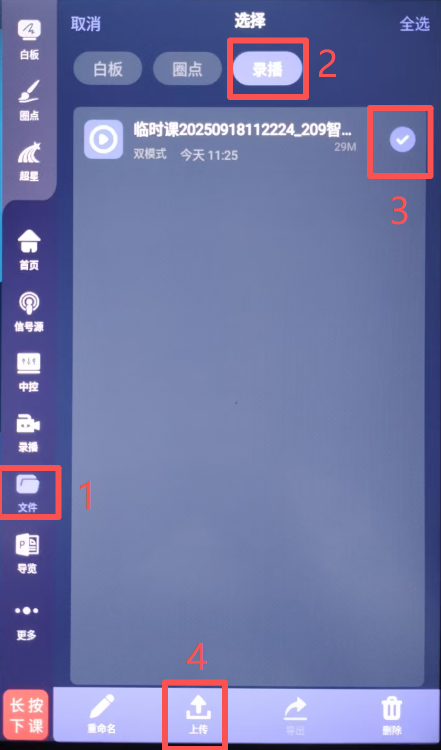 取消
选择
全选
白板
圈点
录播
2
临时课20250918112224_209智...
双模式
今天 11:25
29M
3
白板
圈点
超星
首页
信号源
中控
录播
文件
1
导览
更多
4
长按
下课
重命名
上传
导出
删除